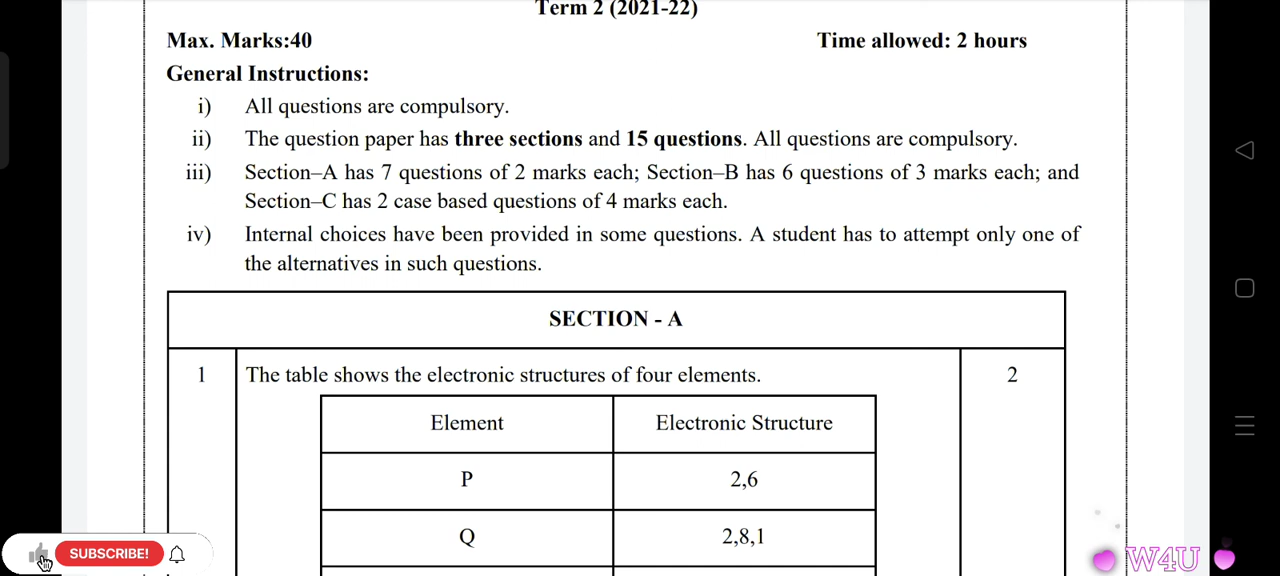 Term 2 (2021-22)
Max. Marks:40 Time allowed: 2 hours
General Instructions:
i) All questions are compulsory.
ii) The question paper has three sections and 15 questions. All questions are compulsory.
iii) Section–A has 7 questions of 2 marks each; Section–B has 6 questions of 3 marks each; and
Section–C has 2 case based questions of 4 marks each.
iv) Internal choices have been provided in some questions. A student has to attempt only one of
the alternatives in such questions.
SECTION - A
1 The table shows the electronic structures of four elements. 2
Element Electronic Structure
P 2,6
Q 2,8,1
SUBSCRIBE!
W4U